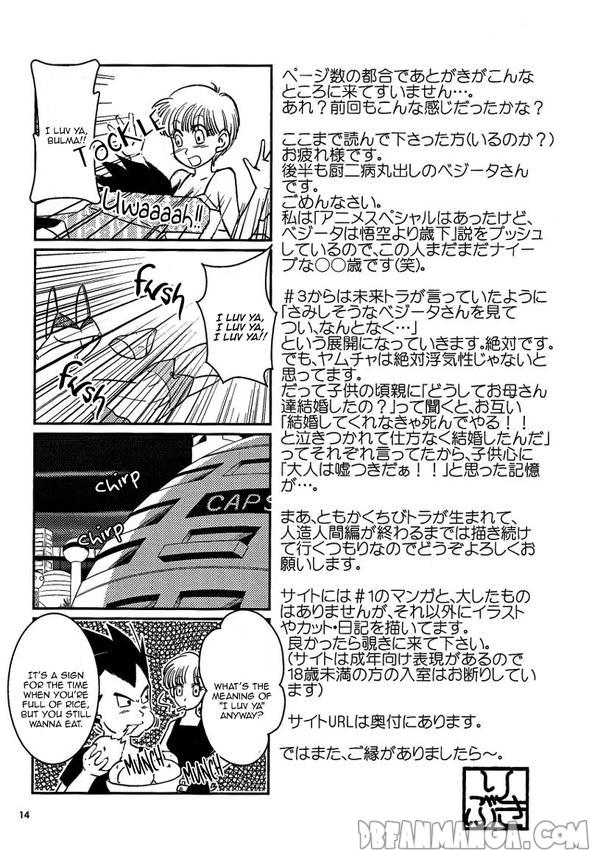 I LUV YA,
BULMA!!
TACKLE
Uwaaaaah!!
FWSH
FWSH
I LUV YA,
I LUV YA,
I LUV YA!!
chirp
chirp
CAPS
IT'S A SIGN
FOR THE TIME
WHEN YOU'RE
FULL OF RICE,
BUT YOU STILL
WANNA EAT.
WHAT'S THE
MEANING OF
"I LUV YA"
ANYWAY?
MUNCH
MUNCH
ページ数の都合であとがきがこんな
ところに来てすいません…。
あれ？前回もこんな感じだったかな？
ここまで読んで下さった方(いるのか？)
お疲れ様です。
後半も厨二病丸出しのベジータさん
です。
ごめんなさい。
私は「アニメスペシャルはあったけど、
ベジータは悟空より歳下」説をプッシュ
しているので、この人まだまだナイー
ブな〇〇歳です(笑)。
＃3からは未来トラが言っていたように
「さみしそうなベジータさんを見て
つい、なんとなく…」
という展開になっていきます。絶対です。
でも、ヤムチャは絶対浮気性じゃないと
思ってます。
だって子供の頃親に「どうしてお母さん
達結婚したの？」って聞くと、お互い
「結婚してくれなきゃ死んでやる！！
と泣きつかれて仕方なく結婚したんだ」
ってそれぞれ言ってたから、子供心に
「大人は嘘つきだぁ！！」と思った記憶
が…。
まあ、ともかくちびトラが生まれて、
人造人間編が終わるまでは描き続け
て行くつもりなのでどうぞよろしくお
願いします。
サイトには＃1のマンガと、大したもの
はありませんが、それ以外にイラスト
やカット・日記を描いてます。
良かったら覗きに来て下さい。
(サイトは成年向け表現があるので
18歳未満の方の入室はお断りしてい
ます)
サイトURLは奥付にあります。
ではまた、ご縁がありましたら～。
14
DBFANMANGA.COM